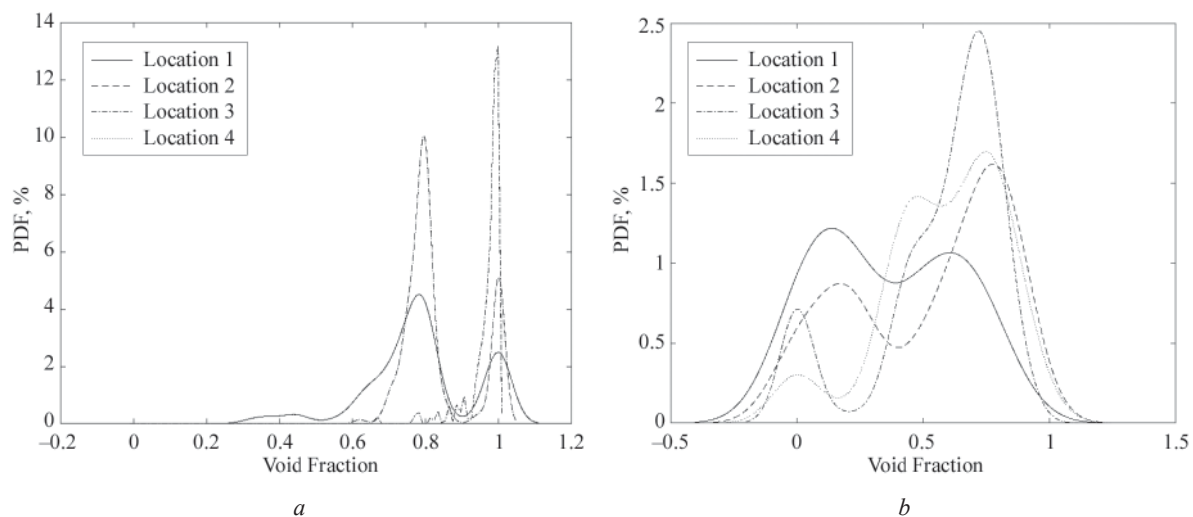 14
12
10
8
6
4
2
0
PDF, %
Location 1
Location 2
Location 3
Location 4
–0.2 0 0.2 0.4 0.6 0.8 1 1.2
Void Fraction
a
2.5
2
1.5
1
0.5
0
PDF, %
Location 1
Location 2
Location 3
Location 4
–0.5 0 0.5 1 1.5
Void Fraction
b